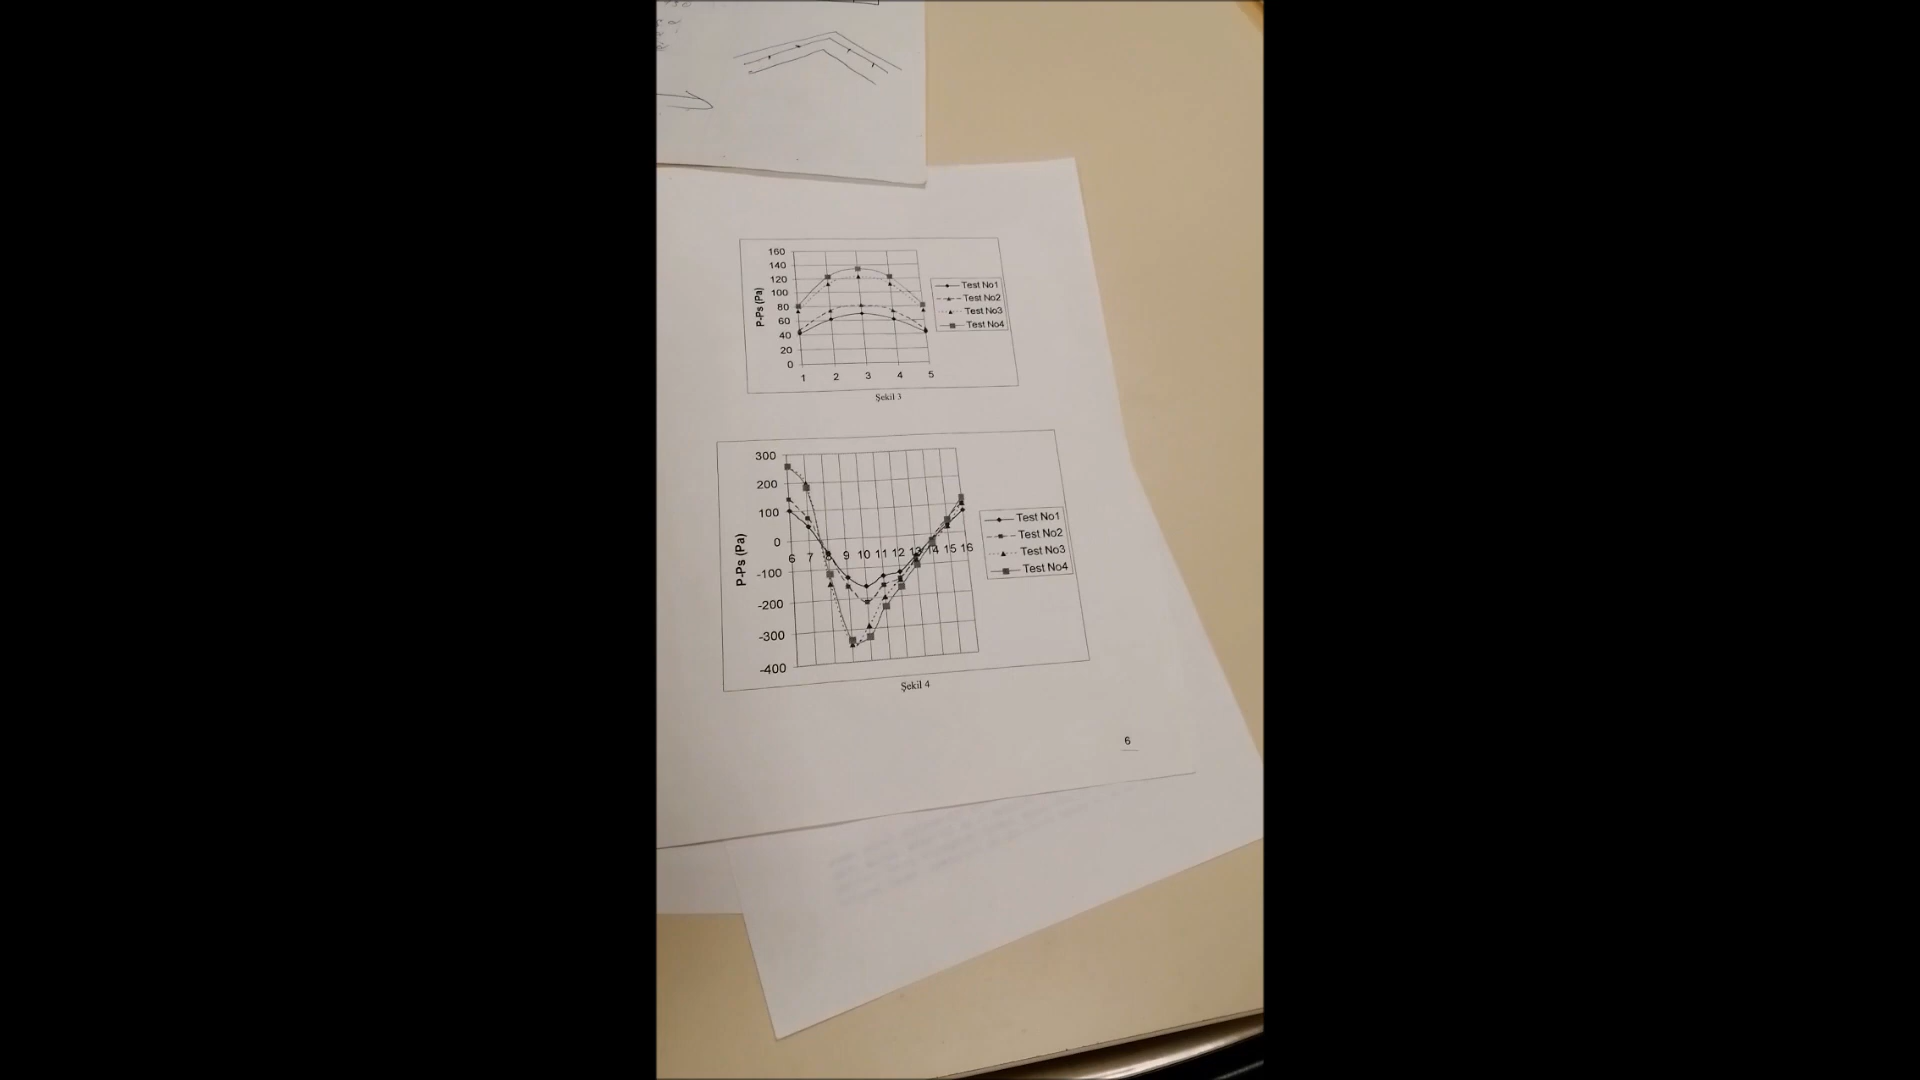 160
140
120
100
80
60
40
20
0
P-Ps (Pa)
1 2 3 4 5
Test No1
Test No2
Test No3
Test No4
Şekil 3
300
200
100
0
-100
-200
-300
-400
P-Ps (Pa)
6 7 8 9 10 11 12 13 14 15 16
Test No1
Test No2
Test No3
Test No4
Şekil 4
6